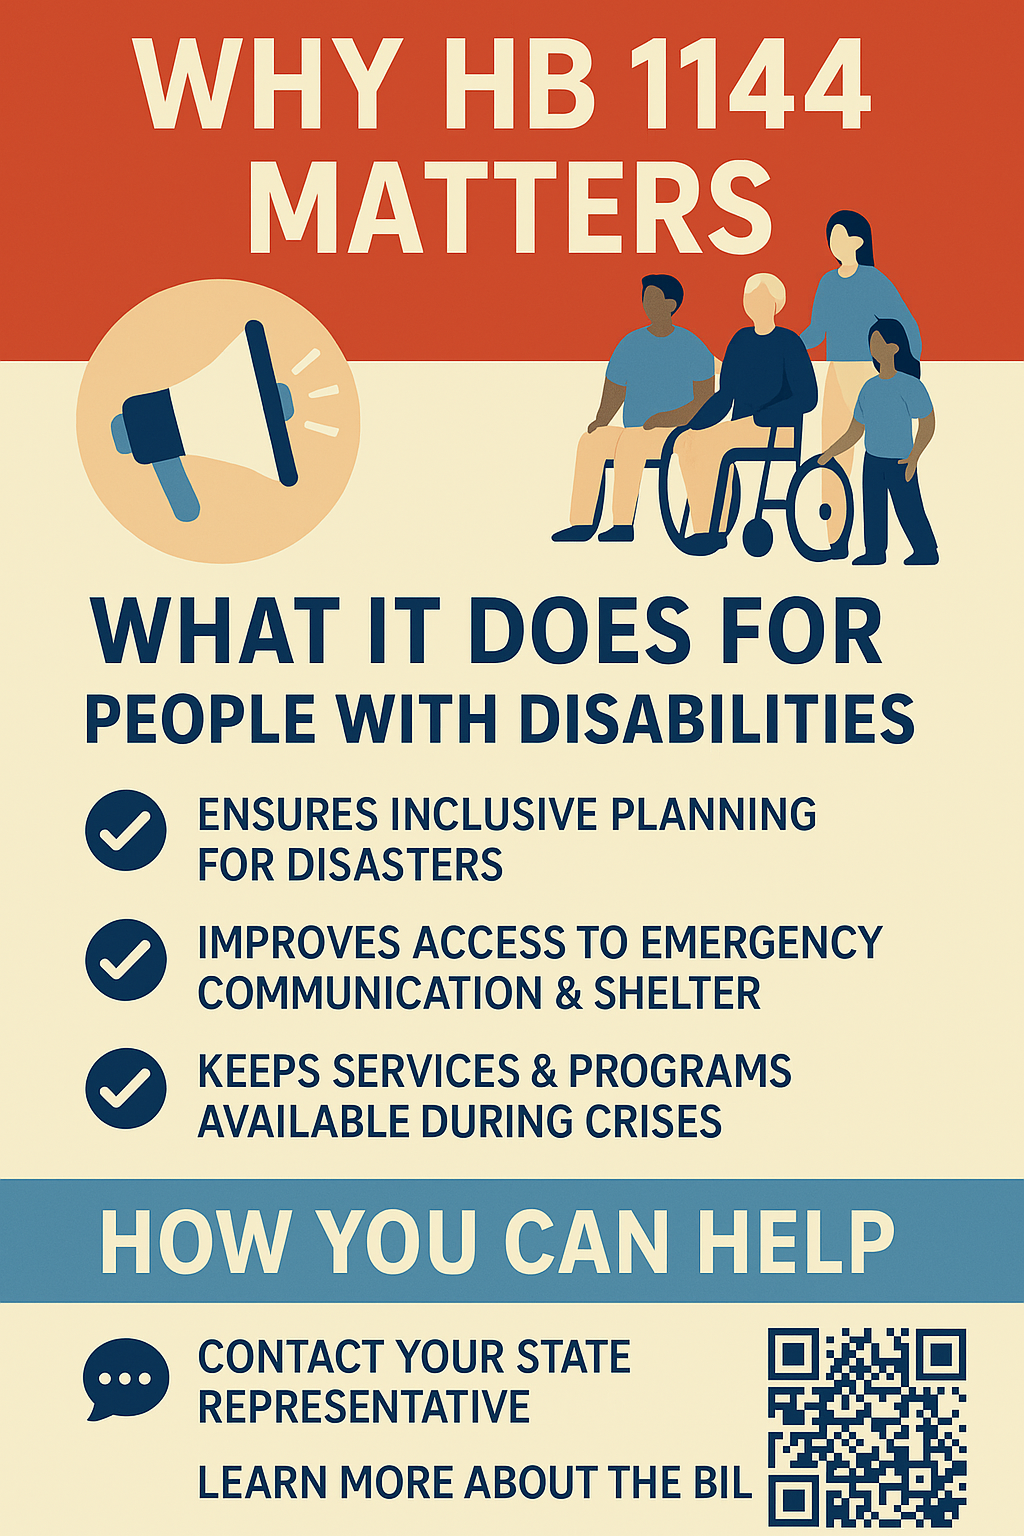 WHY HB 1144
MATTERS
WHAT IT DOES FOR
PEOPLE WITH DISABILITIES
ENSURES INCLUSIVE PLANNING
FOR DISASTERS
IMPROVES ACCESS TO EMERGENCY
COMMUNICATION & SHELTER
KEEPS SERVICES & PROGRAMS
AVAILABLE DURING CRISES
HOW YOU CAN HELP
CONTACT YOUR STATE
REPRESENTATIVE
LEARN MORE ABOUT THE BIL